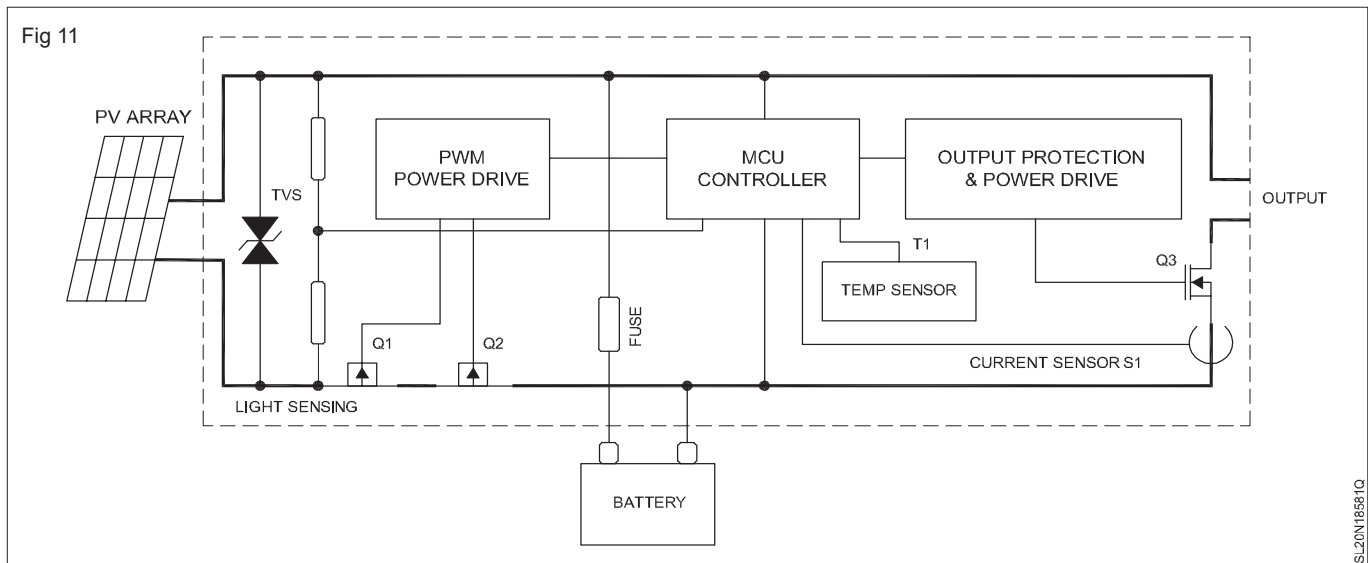 Fig 11
PV ARRAY
TVS
PWM
POWER DRIVE
MCU
CONTROLLER
OUTPUT PROTECTION
& POWER DRIVE
OUTPUT
T1
TEMP SENSOR
Q3
FUSE
Q1
Q2
CURRENT SENSOR S1
LIGHT SENSING
BATTERY
SL20N18581Q